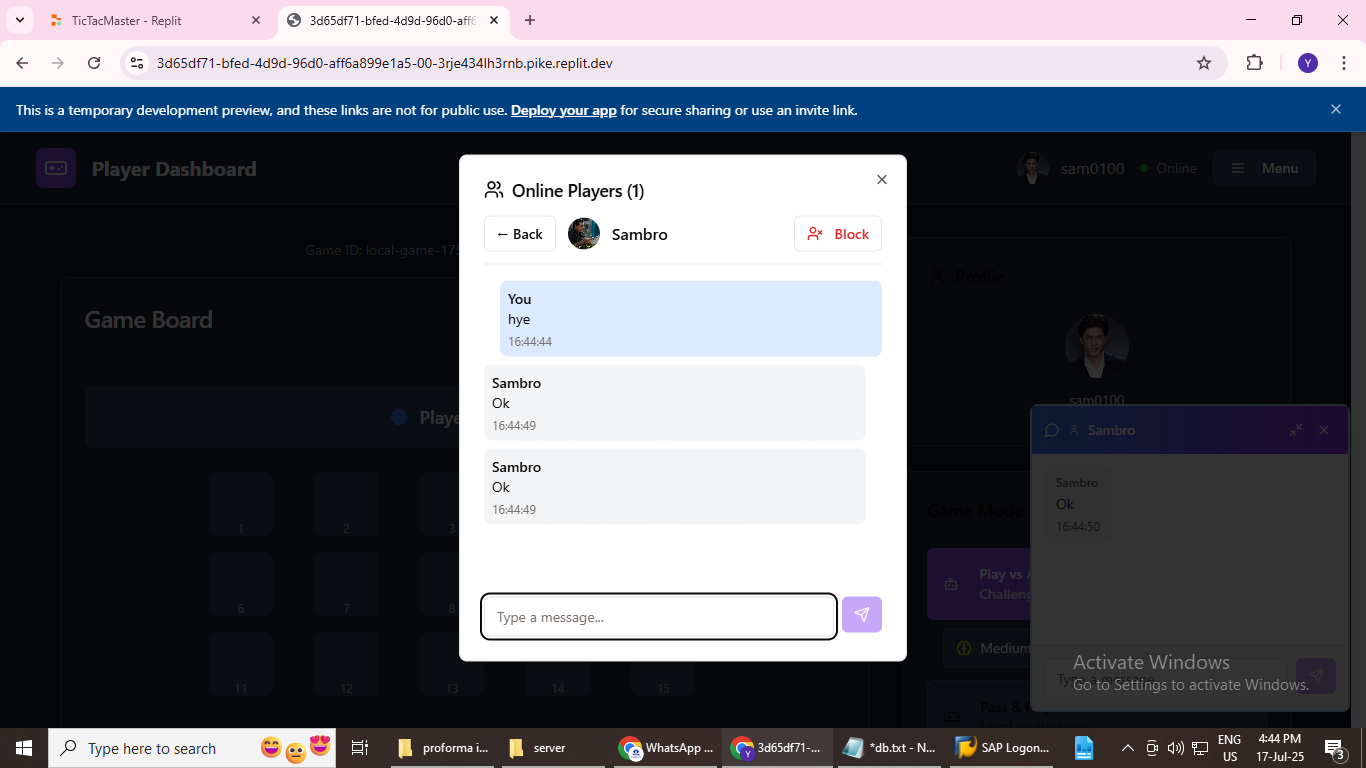 TicTacMaster - Replit
3d65df71-bfed-4d9d-96d0-aff6
3d65df71-bfed-4d9d-96d0-aff6a899e1a5-00-3rje434lh3rnb.pike.replit.dev
Y
This is a temporary development preview, and these links are not for public use. Deploy your app for secure sharing or use an invite link.
Player Dashboard
sam0100
Online
Menu
Game ID: local-game-175
Game Board
Profile
sam0100
Online Players (1)
← Back
Sambro
Block
You
hye
16:44:44
Sambro
Ok
16:44:49
Sambro
Ok
16:44:49
Type a message...
Playe
1
2
3
6
7
8
11
12
13
14
15
Game Mode
Play vs A
Challeng
Medium
Pass & P
Local multiplayer
Sambro
Sambro
Ok
16:44:50
Type a message...
Activate Windows
Go to Settings to activate Windows.
Type here to search
proforma i...
server
WhatsApp ...
3d65df71-...
*db.txt - N...
SAP Logon...
ENG
US
4:44 PM
17-Jul-25
3